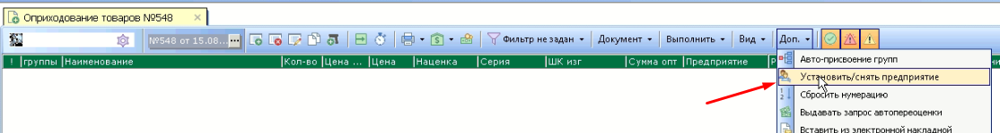 Оприходование товаров №548
№548 от 15.08... Фильтр не задан Документ Выполнить Вид Доп.
! группы Наименование Кол-во Цена ... Цена Наценка Серия ШК изг Сумма опт Предприятие
Авто-присвоение групп
Установить/снять предприятие
Сбросить нумерацию
Выдавать запрос автопереоценки
Вставить из электронной накладной